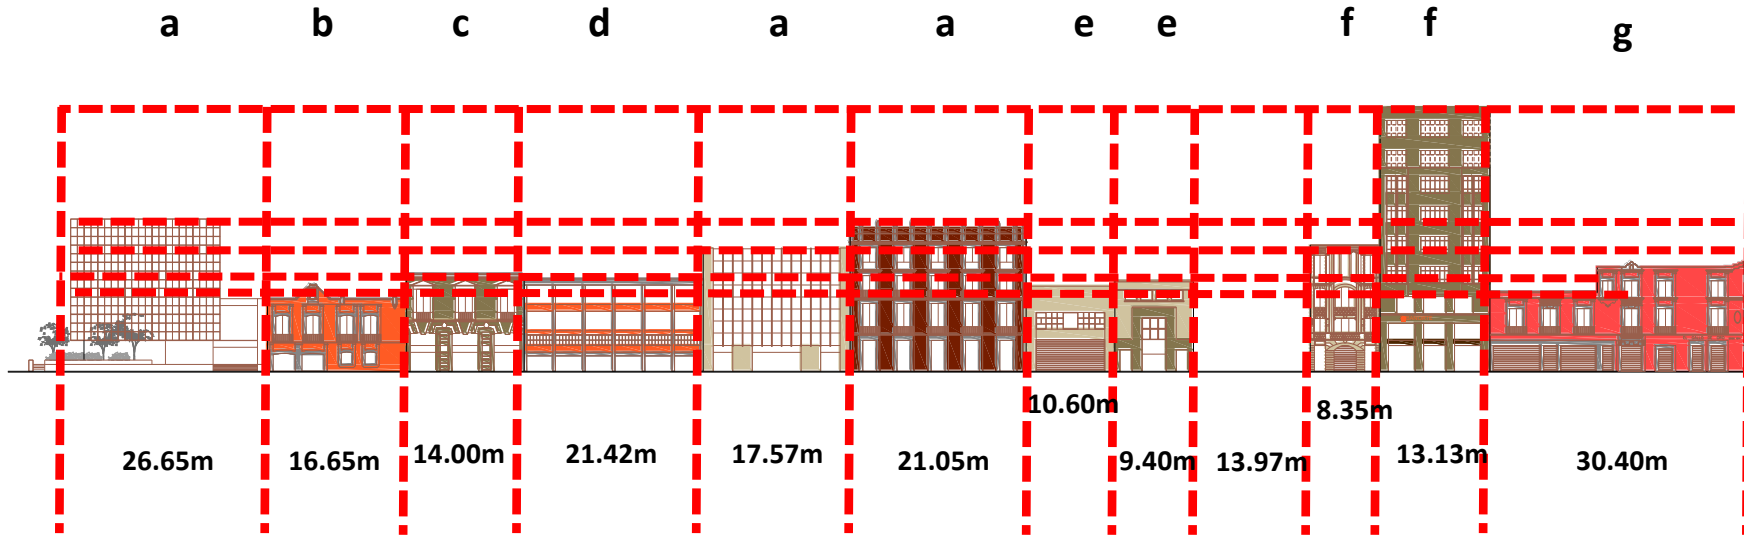 a b c d a a e e f f g
10.60m 8.35m
26.65m 16.65m 14.00m 21.42m 17.57m 21.05m 9.40m 13.97m 13.13m 30.40m